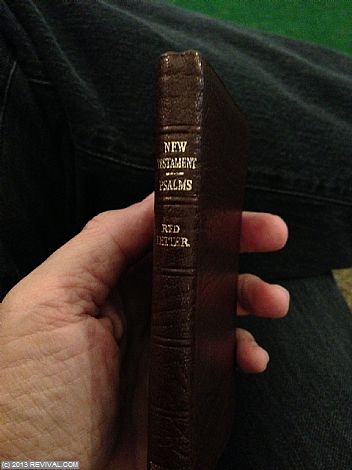 NEW
TESTAMENT
PSALMS
RED
LETTER
(c) 2013 REVIVAL.COM